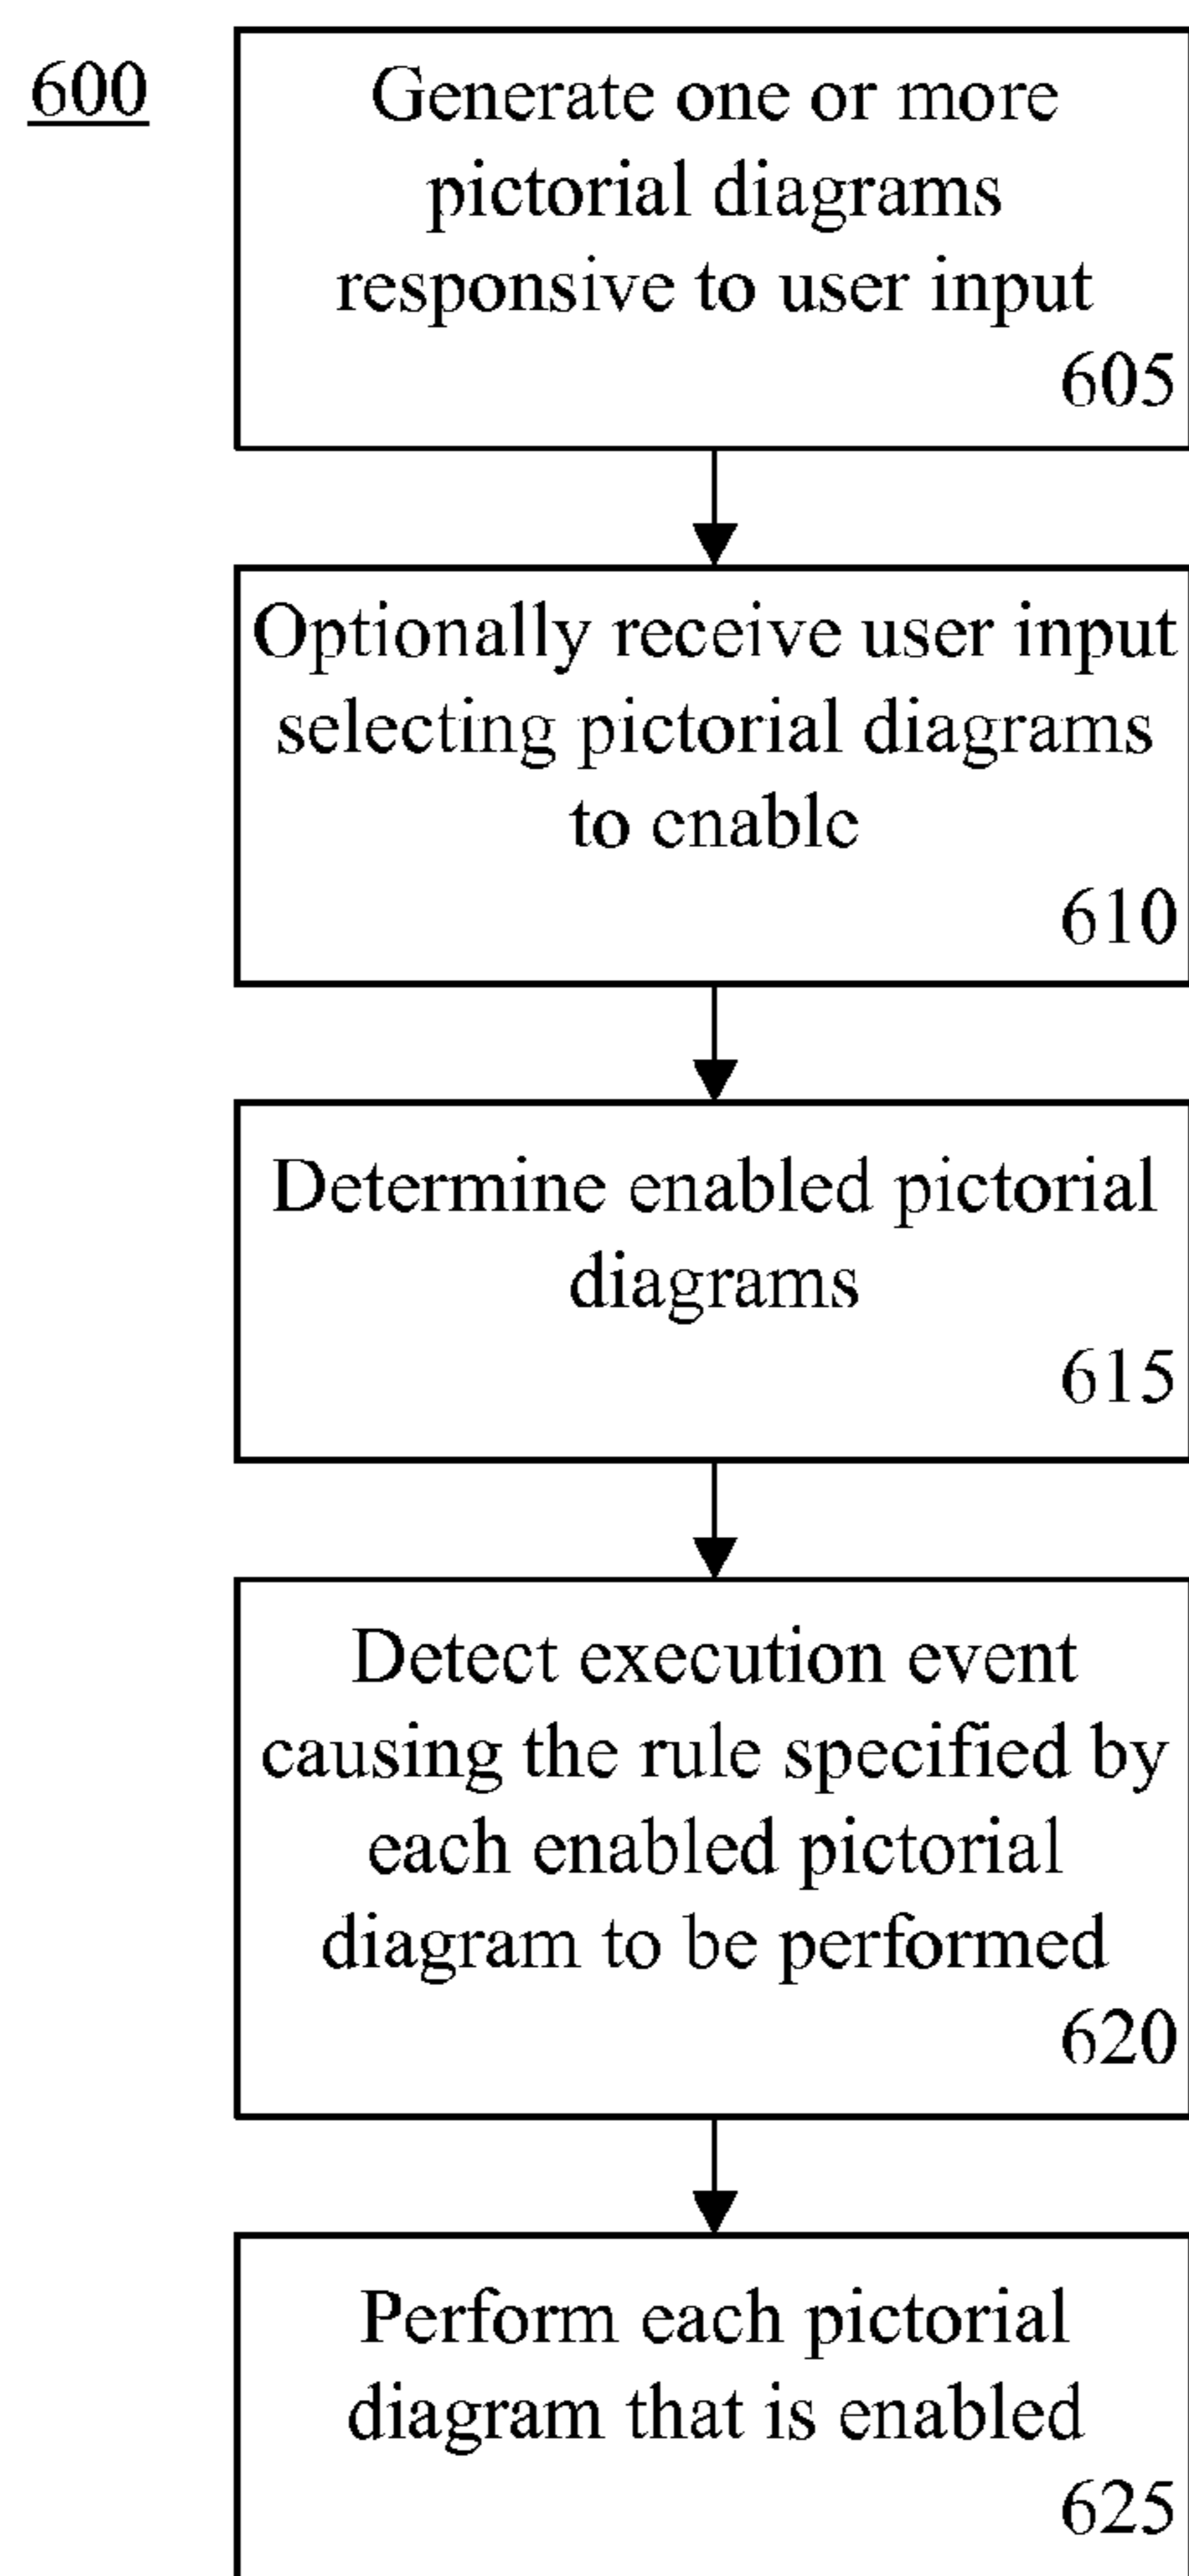 600
Generate one or more
pictorial diagrams
responsive to user input
605
Optionally receive user input
selecting pictorial diagrams
to enable
610
Determine enabled pictorial
diagrams
615
Detect execution event
causing the rule specified by
each enabled pictorial
diagram to be performed
620
Perform each pictorial
diagram that is enabled
625